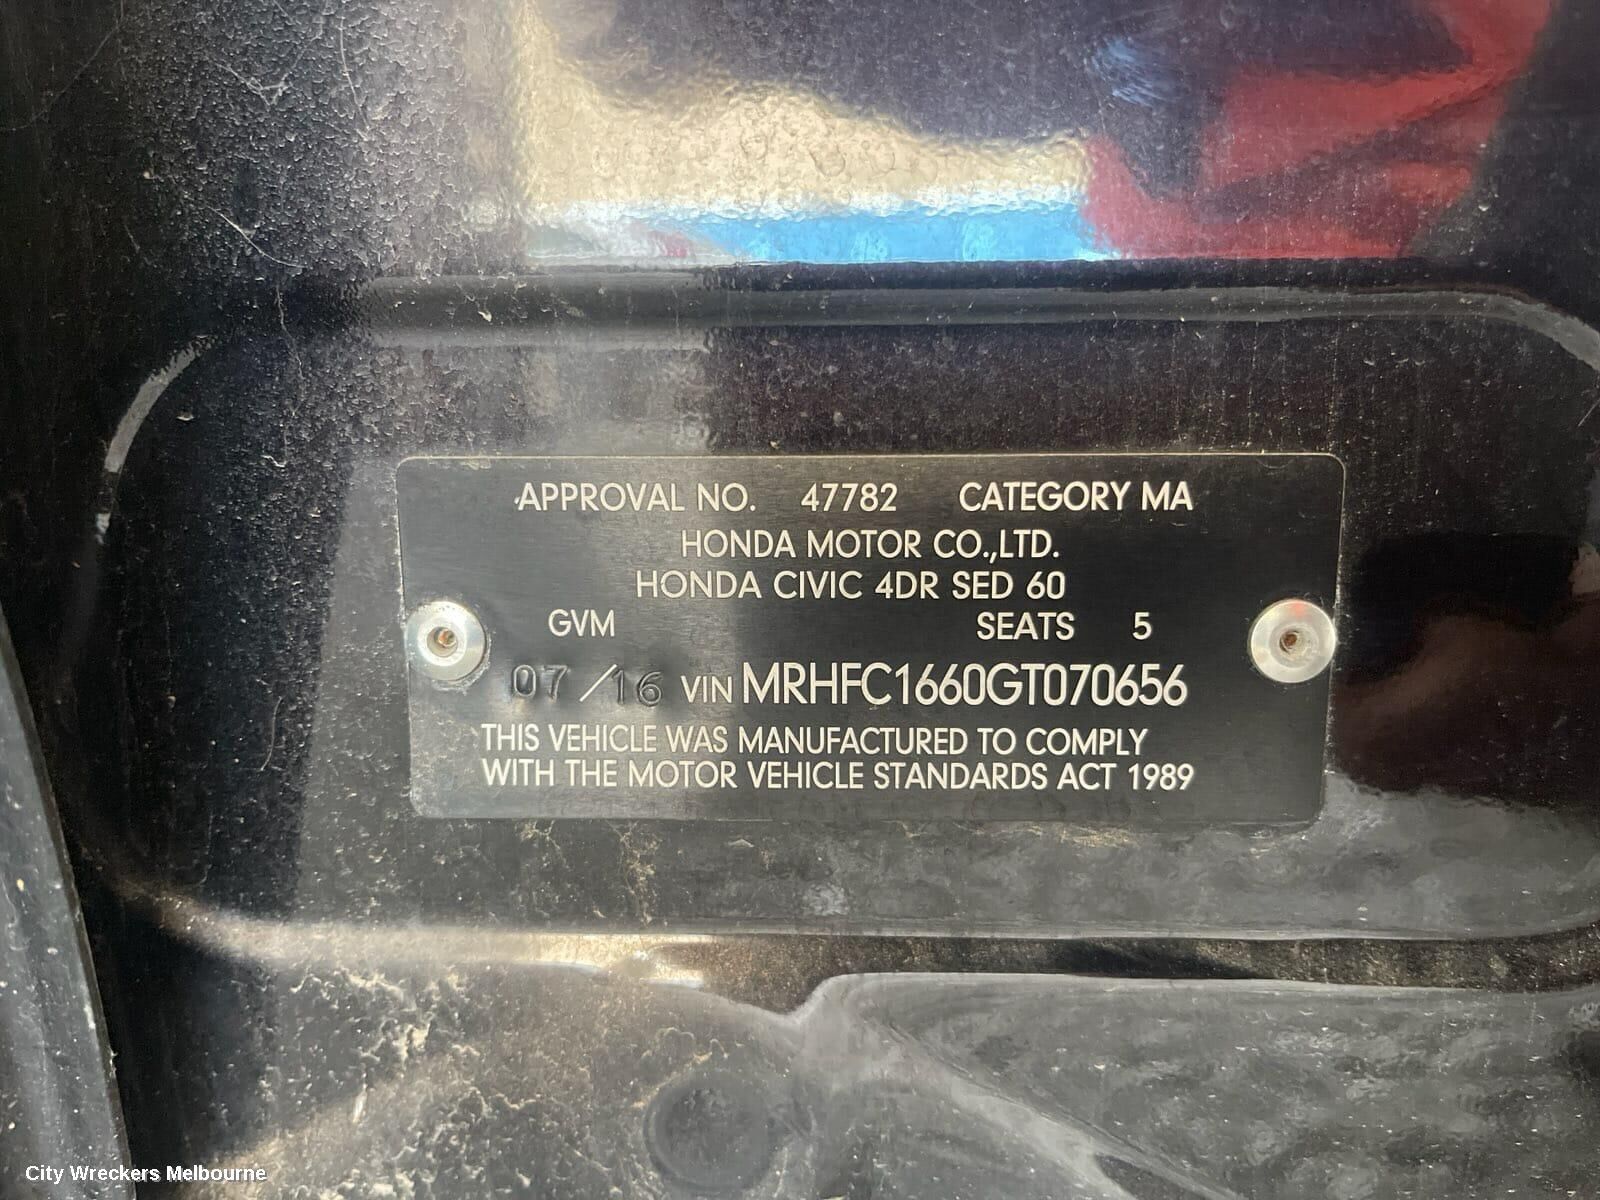 APPROVAL NO. 47782 CATEGORY MA
HONDA MOTOR CO.,LTD.
HONDA CIVIC 4DR SED 60
GVM SEATS 5
07/16 VIN MRHFC1660GT070656
THIS VEHICLE WAS MANUFACTURED TO COMPLY
WITH THE MOTOR VEHICLE STANDARDS ACT 1989
City Wreckers Melbourne